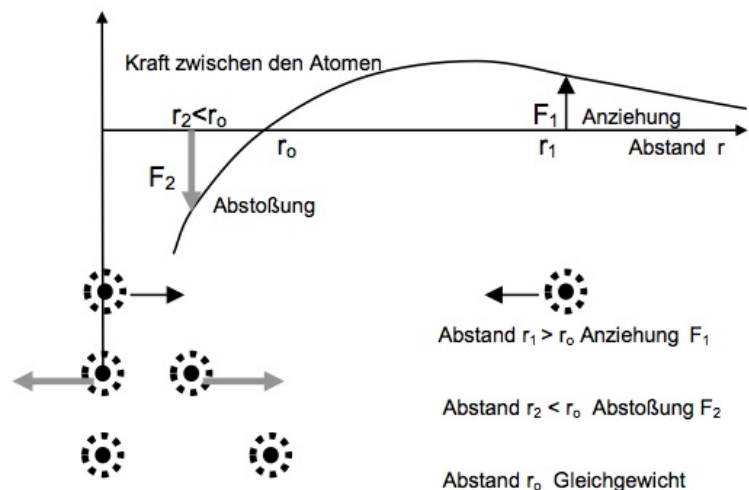 Kraft zwischen den Atomen
r₂<rₒ
F₁ Anziehung
rₒ
r₁
Abstand r
F₂
Abstoßung
Abstand r₁ > rₒ Anziehung F₁
Abstand r₂ < rₒ Abstoßung F₂
Abstand rₒ Gleichgewicht